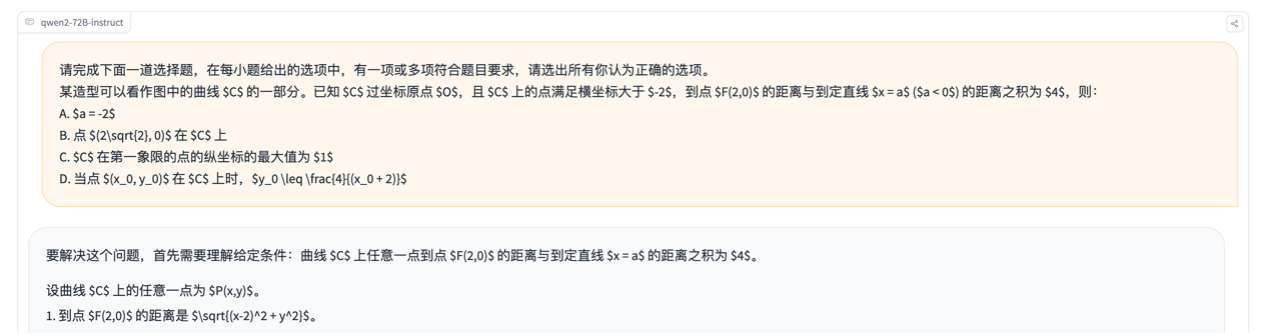 qwen2-72B-instruct
请完成下面一道选择题，在每小题给出的选项中，有一项或多项符合题目要求，请选出所有你认为正确的选项。
某造型可以看作图中的曲线 $C$ 的一部分。已知 $C$ 过坐标原点 $O$，且 $C$ 上的点满足横坐标大于 $-2$，到点 $F(2,0)$ 的距离与到定直线 $x = a$ ($a < 0$) 的距离之积为 $4$，则：
A. $a = -2$
B. 点 $(2\sqrt{2}, 0)$ 在 $C$ 上
C. $C$ 在第一象限的点的纵坐标的最大值为 $1$
D. 当点 $(x_0, y_0)$ 在 $C$ 上时，$y_0 \leq \frac{4}{(x_0 + 2)}$
要解决这个问题，首先需要理解给定条件：曲线 $C$ 上任意一点到点 $F(2,0)$ 的距离与到定直线 $x = a$ 的距离之积为 $4$。
设曲线 $C$ 上的任意一点为 $P(x,y)$。
1. 到点 $F(2,0)$ 的距离是 $\sqrt{(x-2)^2 + y^2}$。